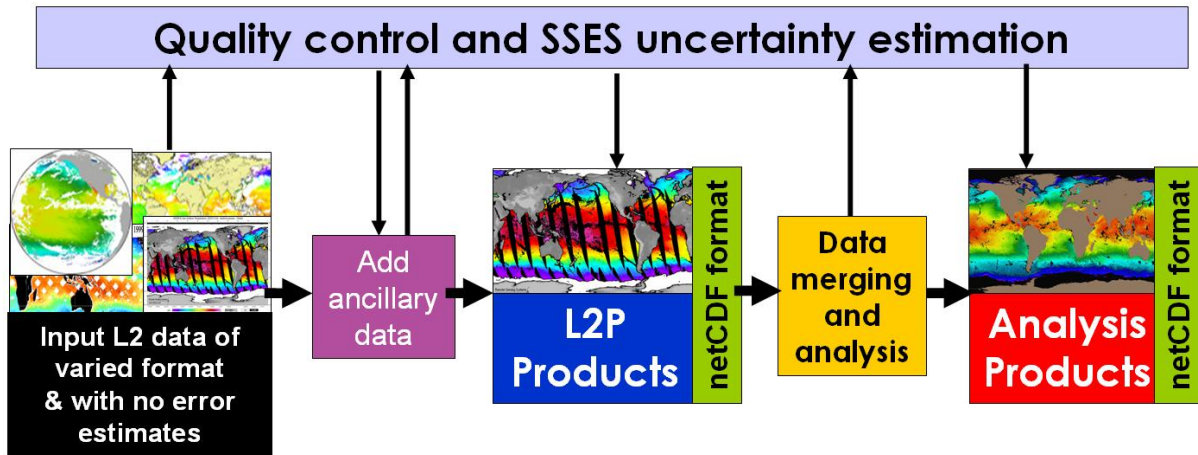 Quality control and SSES uncertainty estimation
Input L2 data of
varied format
& with no error
estimates
Add
ancillary
data
L2P
Products
netCDF format
Data
merging
and
analysis
Analysis
Products
netCDF format